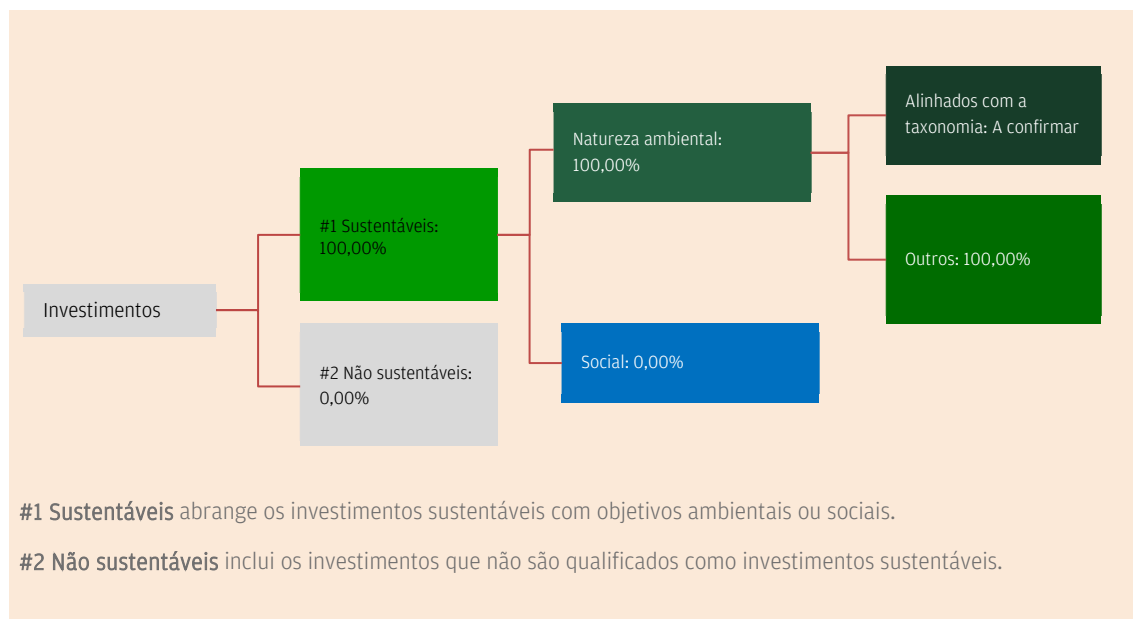 Investimentos
#1 Sustentáveis:
100,00%
#2 Não sustentáveis:
0,00%
Natureza ambiental:
100,00%
Social: 0,00%
Alinhados com a
taxonomia: A confirmar
Outros: 100,00%
#1 Sustentáveis abrange os investimentos sustentáveis com objetivos ambientais ou sociais.
#2 Não sustentáveis inclui os investimentos que não são qualificados como investimentos sustentáveis.